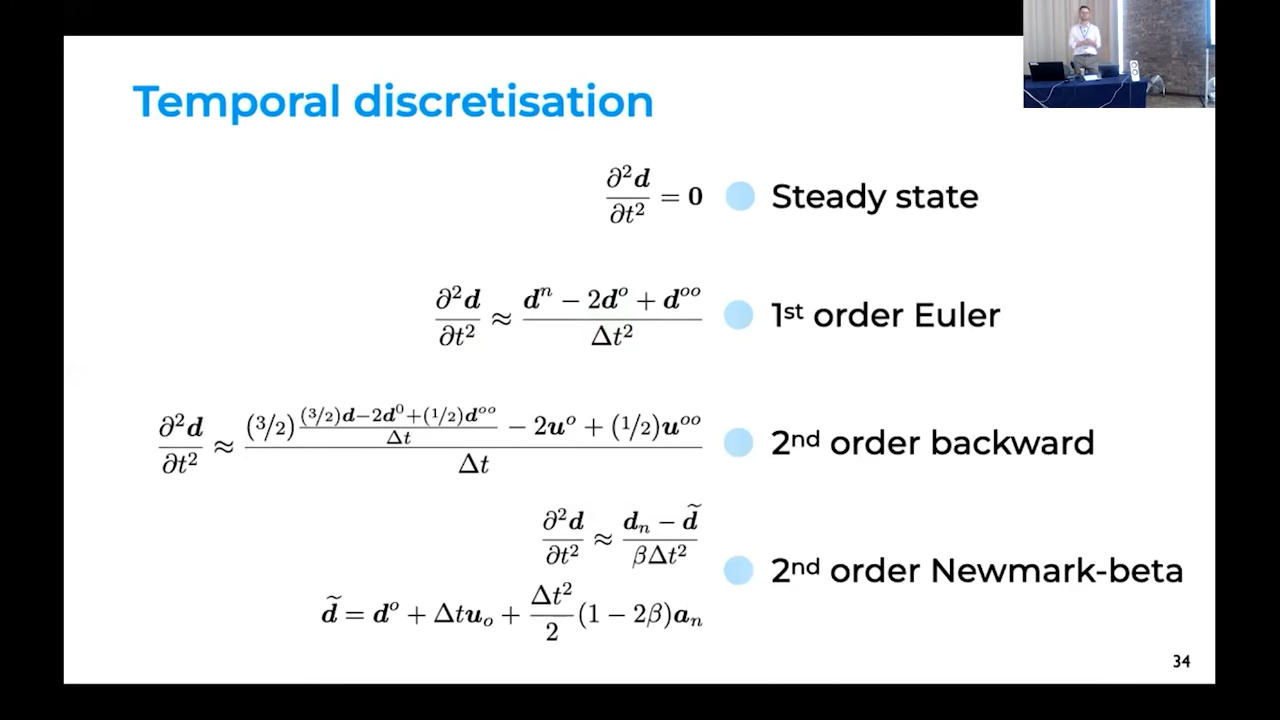 Temporal discretisation
∂²d/∂t² = 0 Steady state
∂²d/∂t² ≈ (dⁿ − 2dᵒ + dᵒᵒ)/Δt² 1st order Euler
∂²d/∂t² ≈ ((3/2) ((3/2)d−2d⁰+(1/2)dᵒᵒ)/Δt − 2uᵒ + (1/2)uᵒᵒ)/Δt 2nd order backward
∂²d/∂t² ≈ (dₙ − d̃)/(βΔt²)
d̃ = dᵒ + Δtuₒ + (Δt²/2)(1 − 2β)aₙ 2nd order Newmark-beta
34